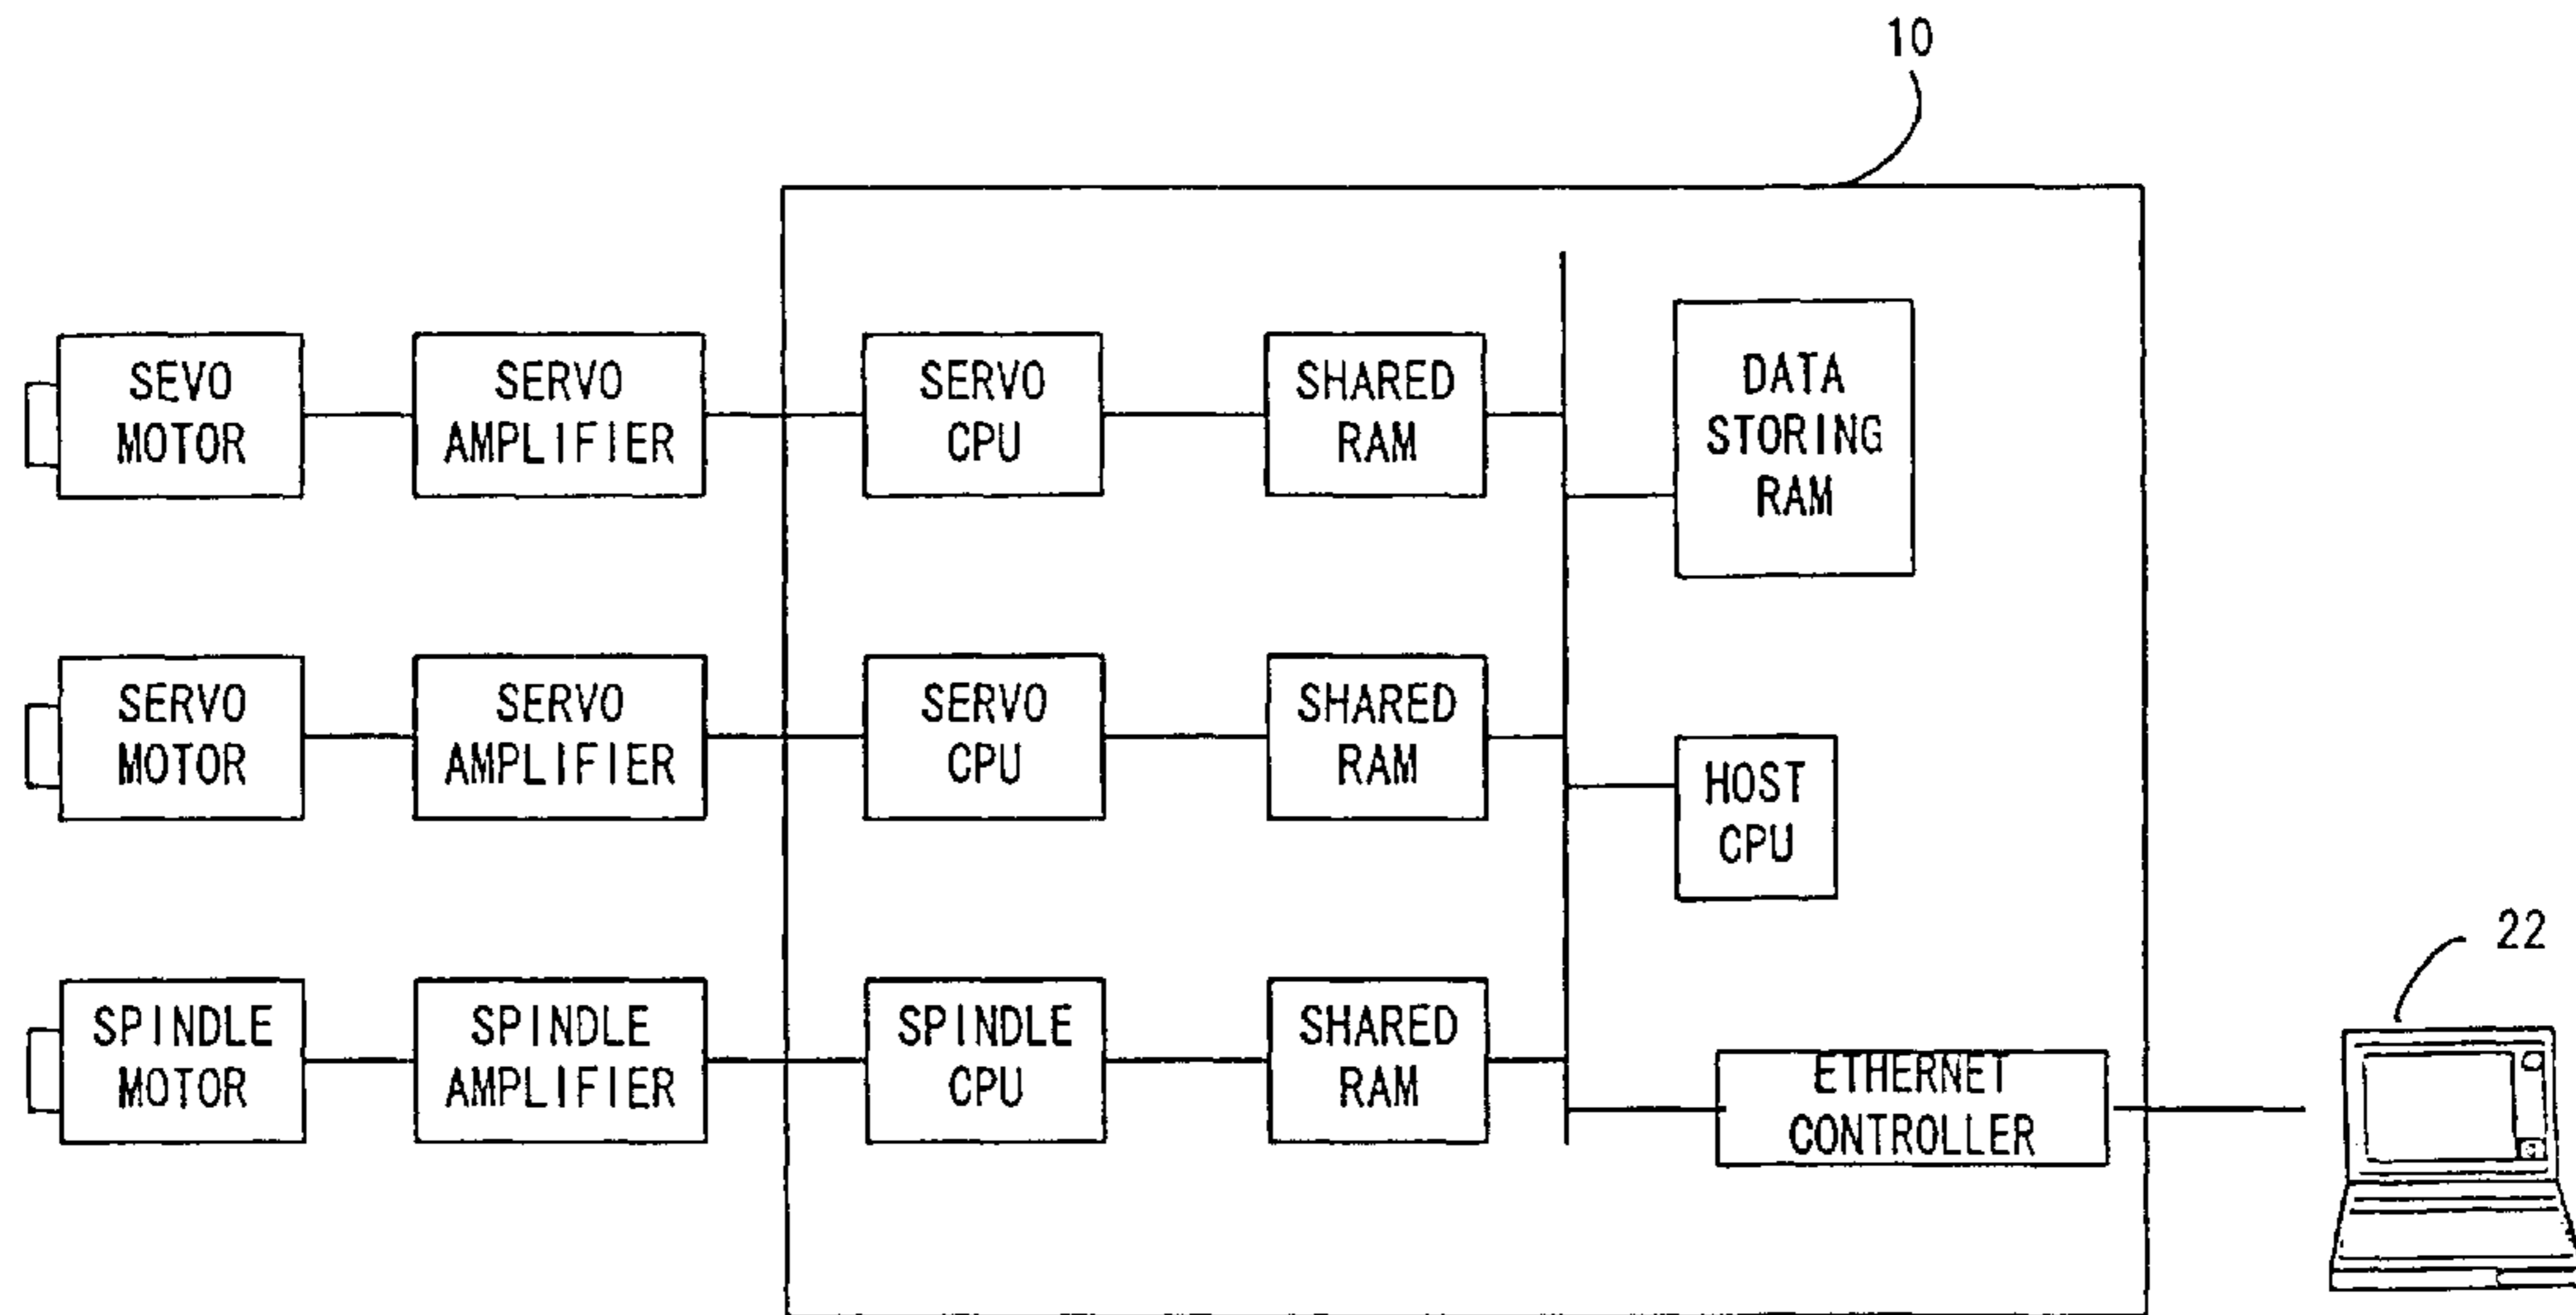 10
SEVO
MOTOR
SERVO
AMPLIFIER
SERVO
CPU
SHARED
RAM
DATA
STORING
RAM
SERVO
MOTOR
SERVO
AMPLIFIER
SERVO
CPU
SHARED
RAM
HOST
CPU
22
SPINDLE
MOTOR
SPINDLE
AMPLIFIER
SPINDLE
CPU
SHARED
RAM
ETHERNET
CONTROLLER